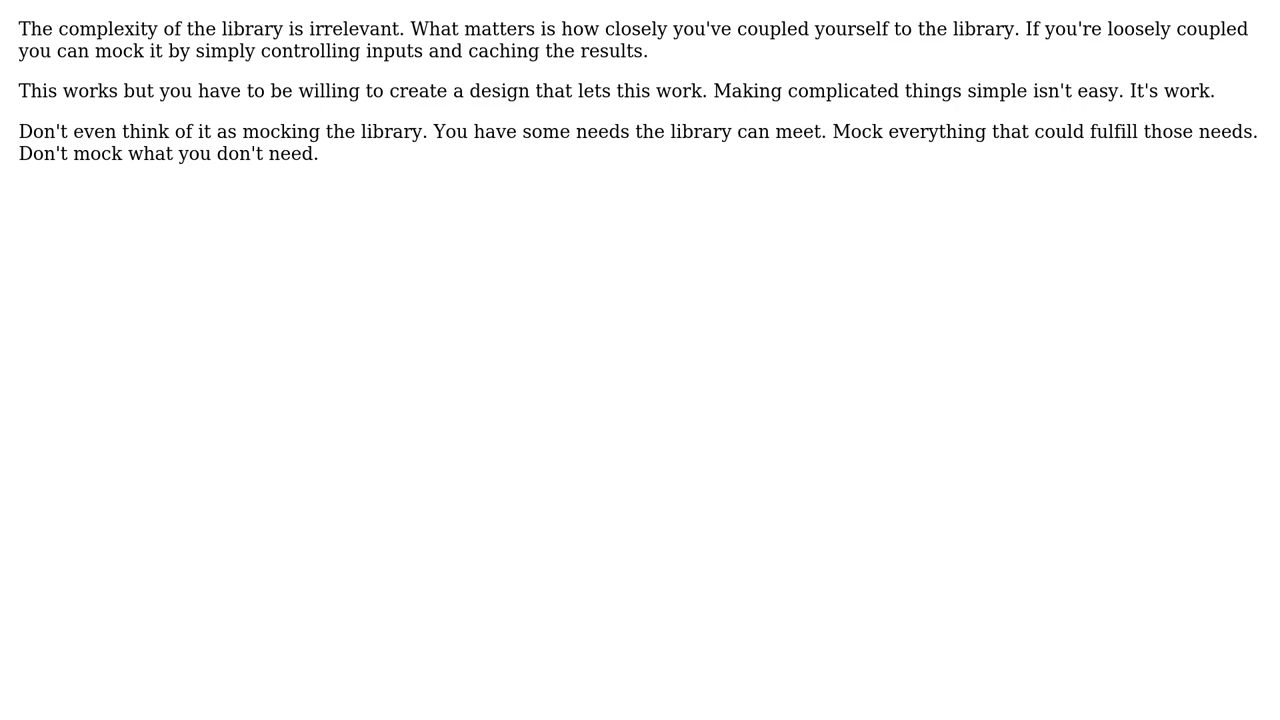 The complexity of the library is irrelevant. What matters is how closely you've coupled yourself to the library. If you're loosely coupled
you can mock it by simply controlling inputs and caching the results.
This works but you have to be willing to create a design that lets this work. Making complicated things simple isn't easy. It's work.
Don't even think of it as mocking the library. You have some needs the library can meet. Mock everything that could fulfill those needs.
Don't mock what you don't need.